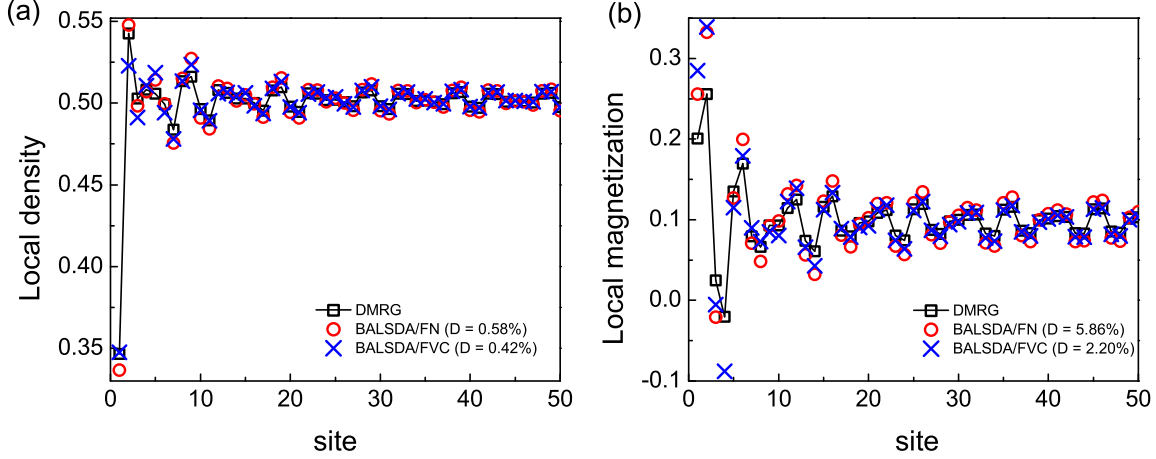 (a)
0.55
0.50
0.45
0.40
0.35
Local density
DMRG
BALSDA/FN (D = 0.58%)
BALSDA/FVC (D = 0.42%)
0 10 20 30 40 50
site
(b)
0.3
0.2
0.1
0.0
-0.1
Local magnetization
DMRG
BALSDA/FN (D = 5.86%)
BALSDA/FVC (D = 2.20%)
0 10 20 30 40 50
site